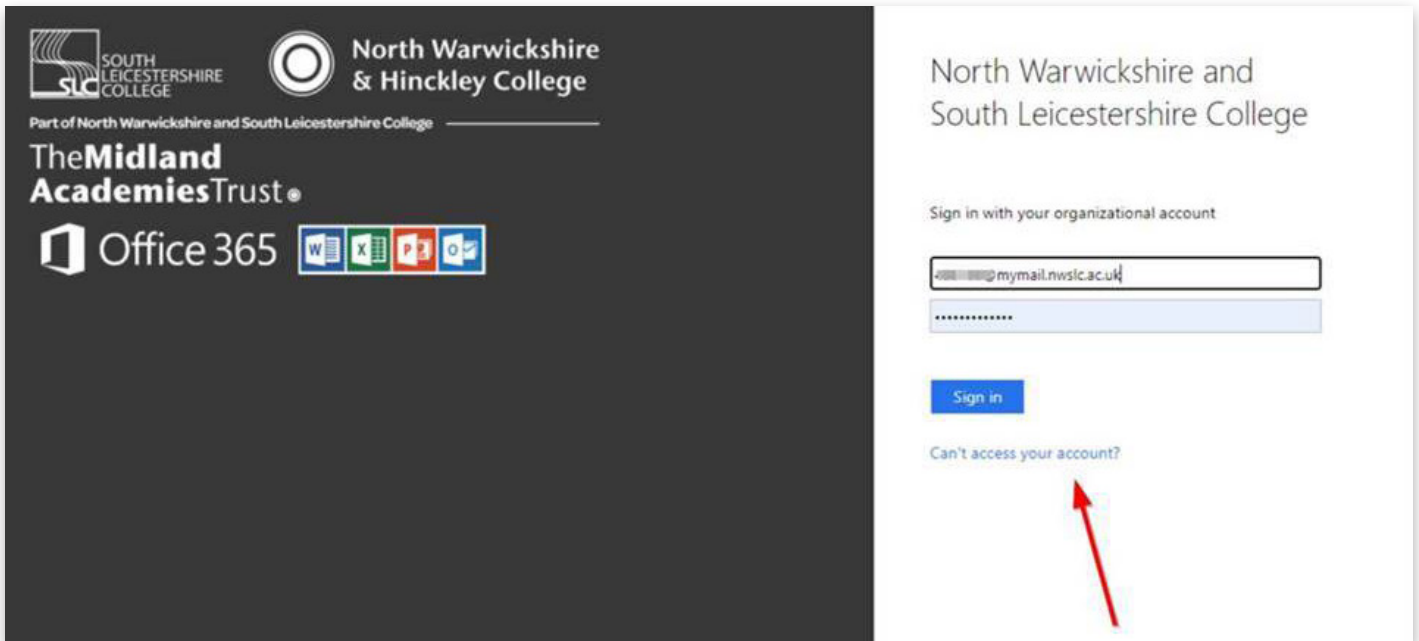 SOUTH
LEICESTERSHIRE
SLC COLLEGE
North Warwickshire
& Hinckley College
Part of North Warwickshire and South Leicestershire College
TheMidland
AcademiesTrust
Office 365
W X P O
North Warwickshire and
South Leicestershire College
Sign in with your organizational account
@mymail.nwslc.ac.uk
Sign in
Can't access your account?